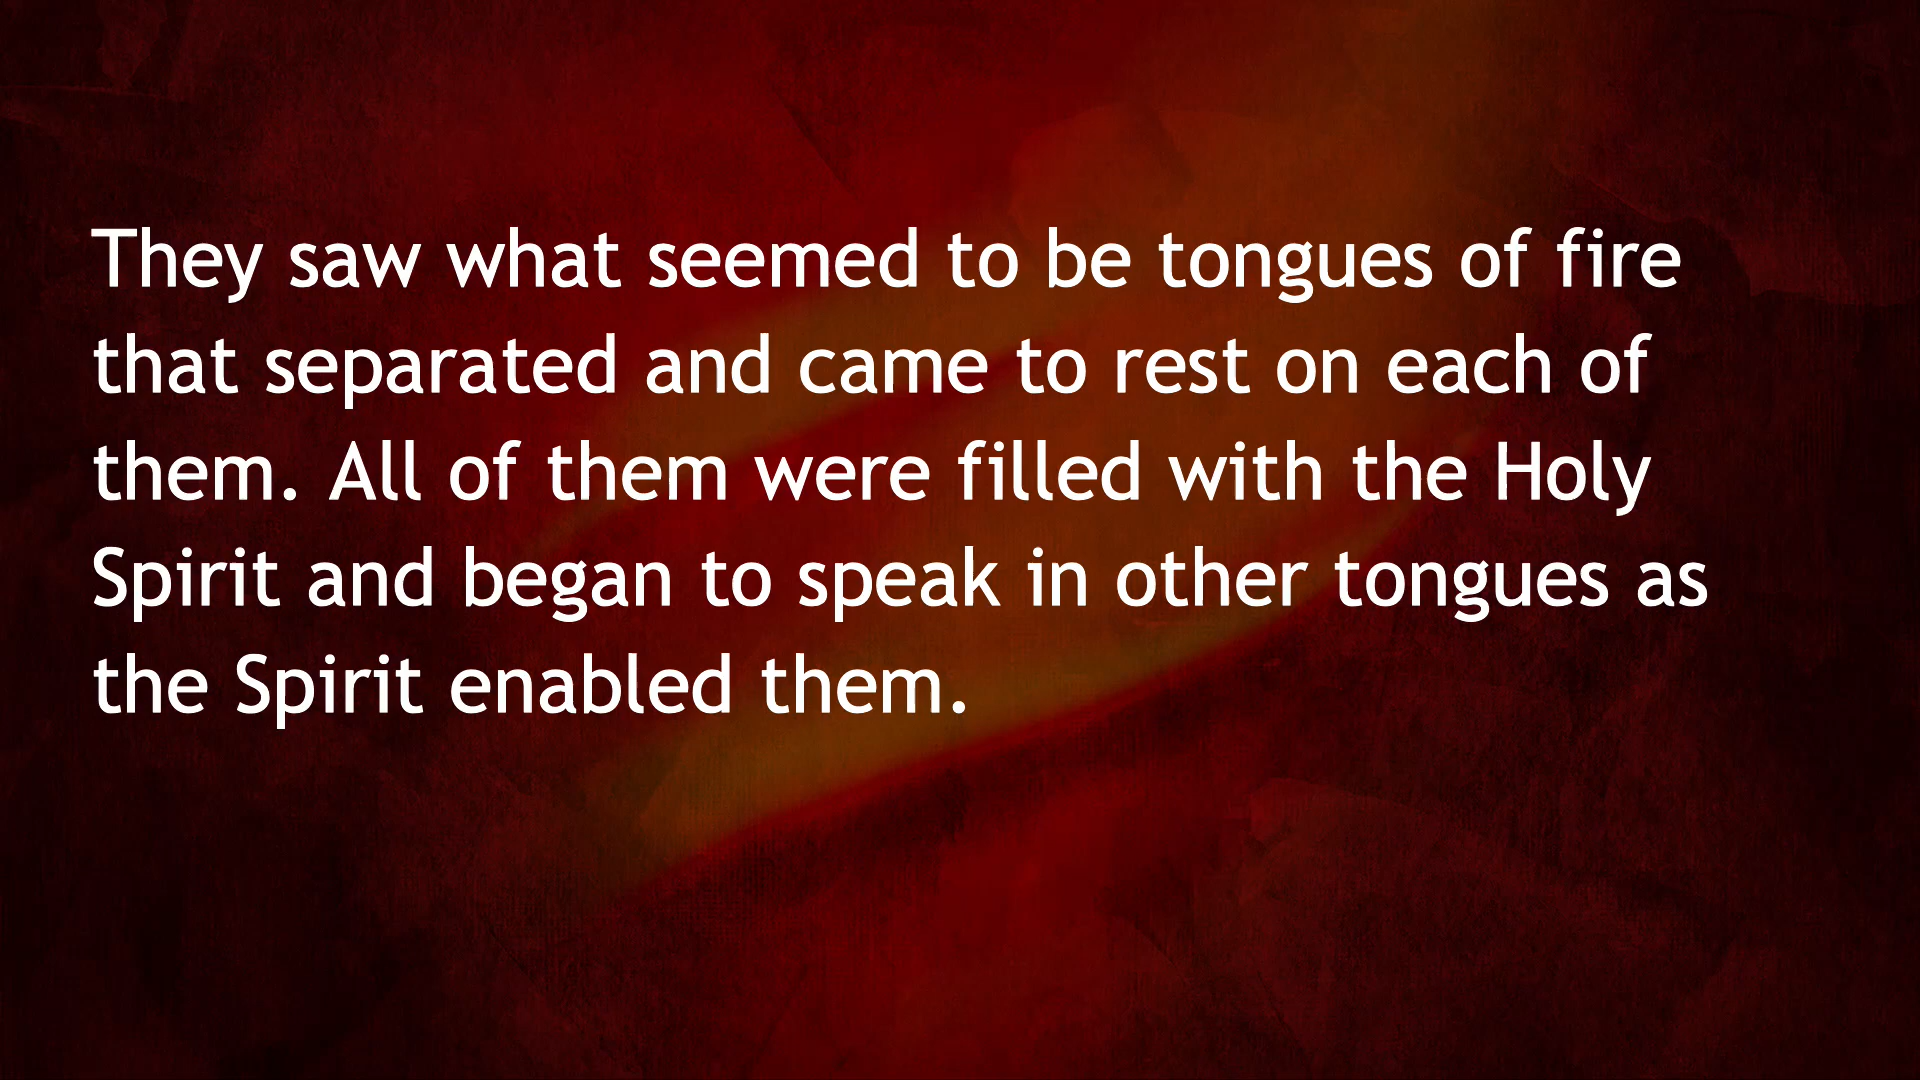 They saw what seemed to be tongues of fire
that separated and came to rest on each of
them. All of them were filled with the Holy
Spirit and began to speak in other tongues as
the Spirit enabled them.